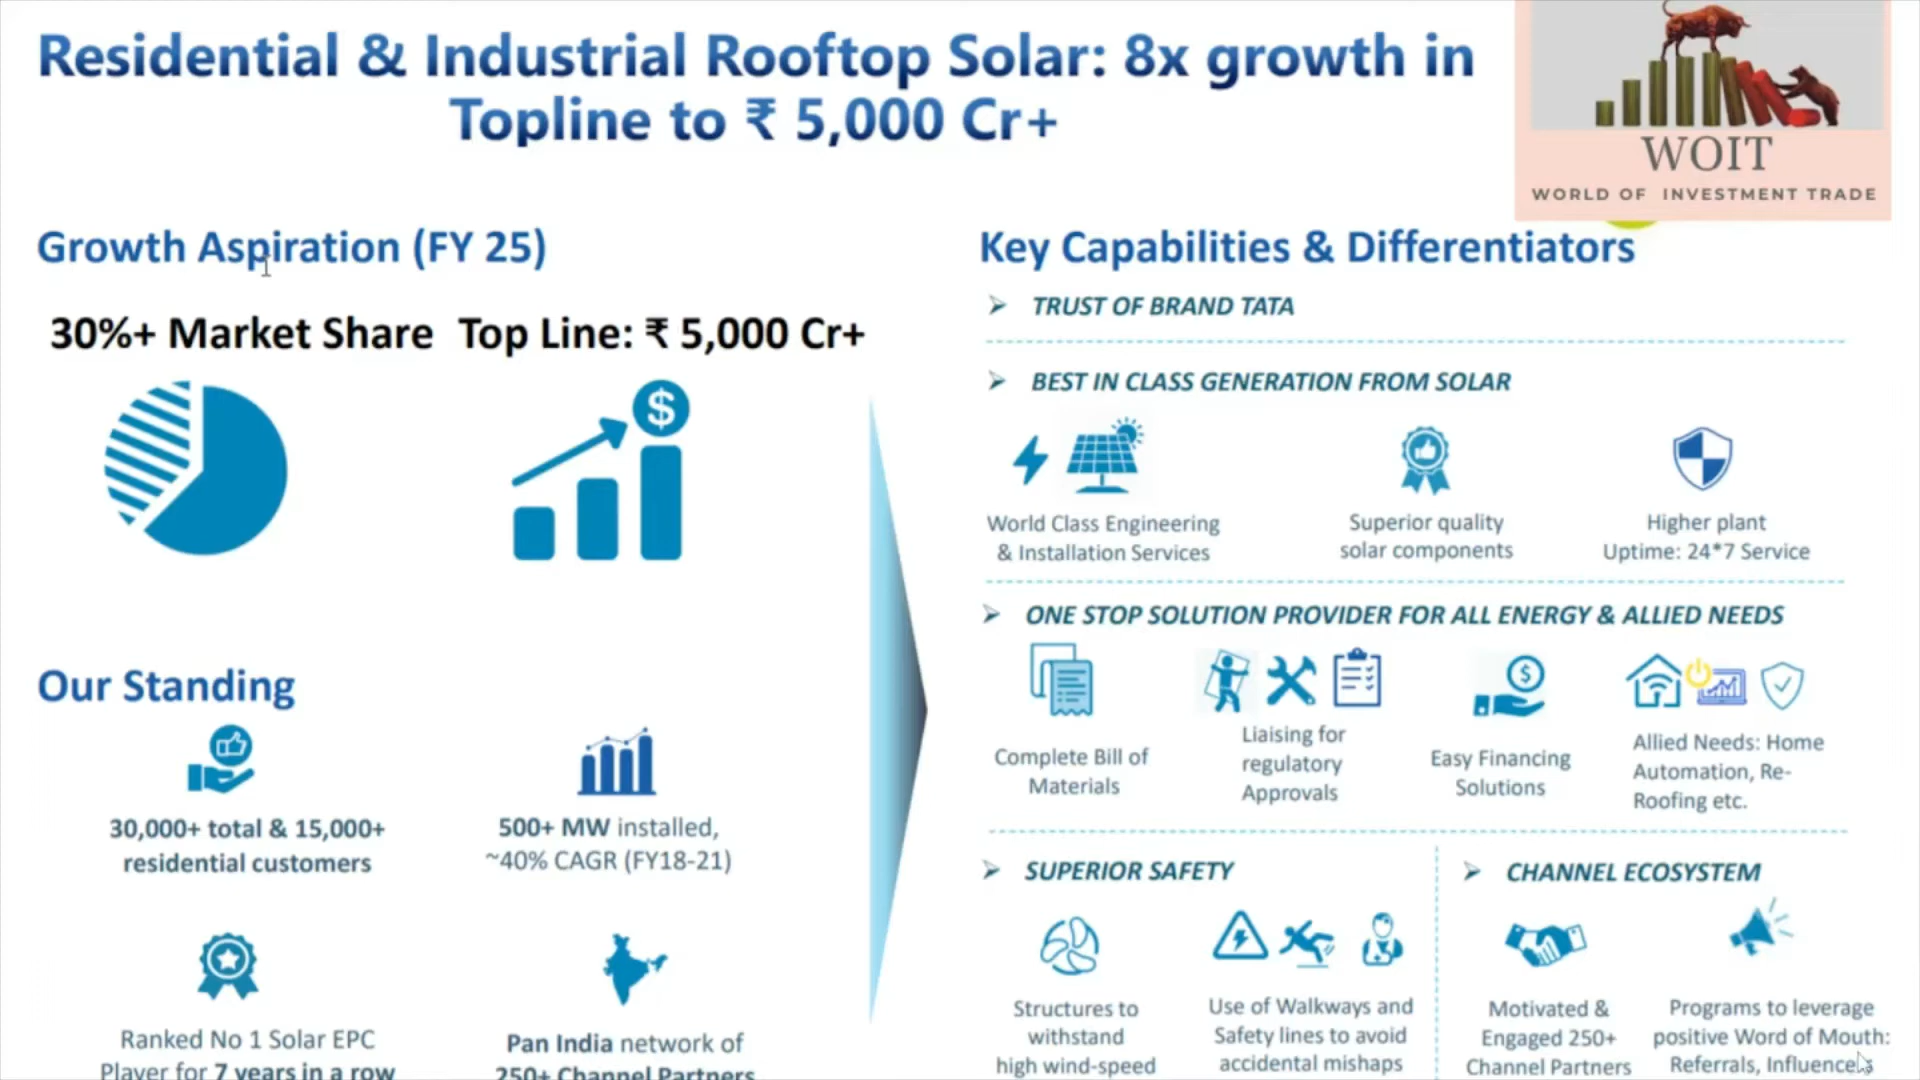 Residential & Industrial Rooftop Solar: 8x growth in
Topline to ₹ 5,000 Cr+
WOIT
WORLD OF INVESTMENT TRADE
Growth Aspiration (FY 25)
30%+ Market Share
Top Line: ₹ 5,000 Cr+
$
Our Standing
30,000+ total & 15,000+
residential customers
500+ MW installed,
~40% CAGR (FY18-21)
Ranked No 1 Solar EPC
Player for 7 years in a row
Pan India network of
250+ Channel Partners
Key Capabilities & Differentiators
➢ TRUST OF BRAND TATA
➢ BEST IN CLASS GENERATION FROM SOLAR
World Class Engineering
& Installation Services
Superior quality
solar components
Higher plant
Uptime: 24*7 Service
➢ ONE STOP SOLUTION PROVIDER FOR ALL ENERGY & ALLIED NEEDS
$
Complete Bill of
Materials
Liaising for
regulatory
Approvals
Easy Financing
Solutions
Allied Needs: Home
Automation, Re-
Roofing etc.
➢ SUPERIOR SAFETY
Structures to
withstand
high wind-speed
Use of Walkways and
Safety lines to avoid
accidental mishaps
➢ CHANNEL ECOSYSTEM
Motivated &
Engaged 250+
Channel Partners
Programs to leverage
positive Word of Mouth:
Referrals, Influencers